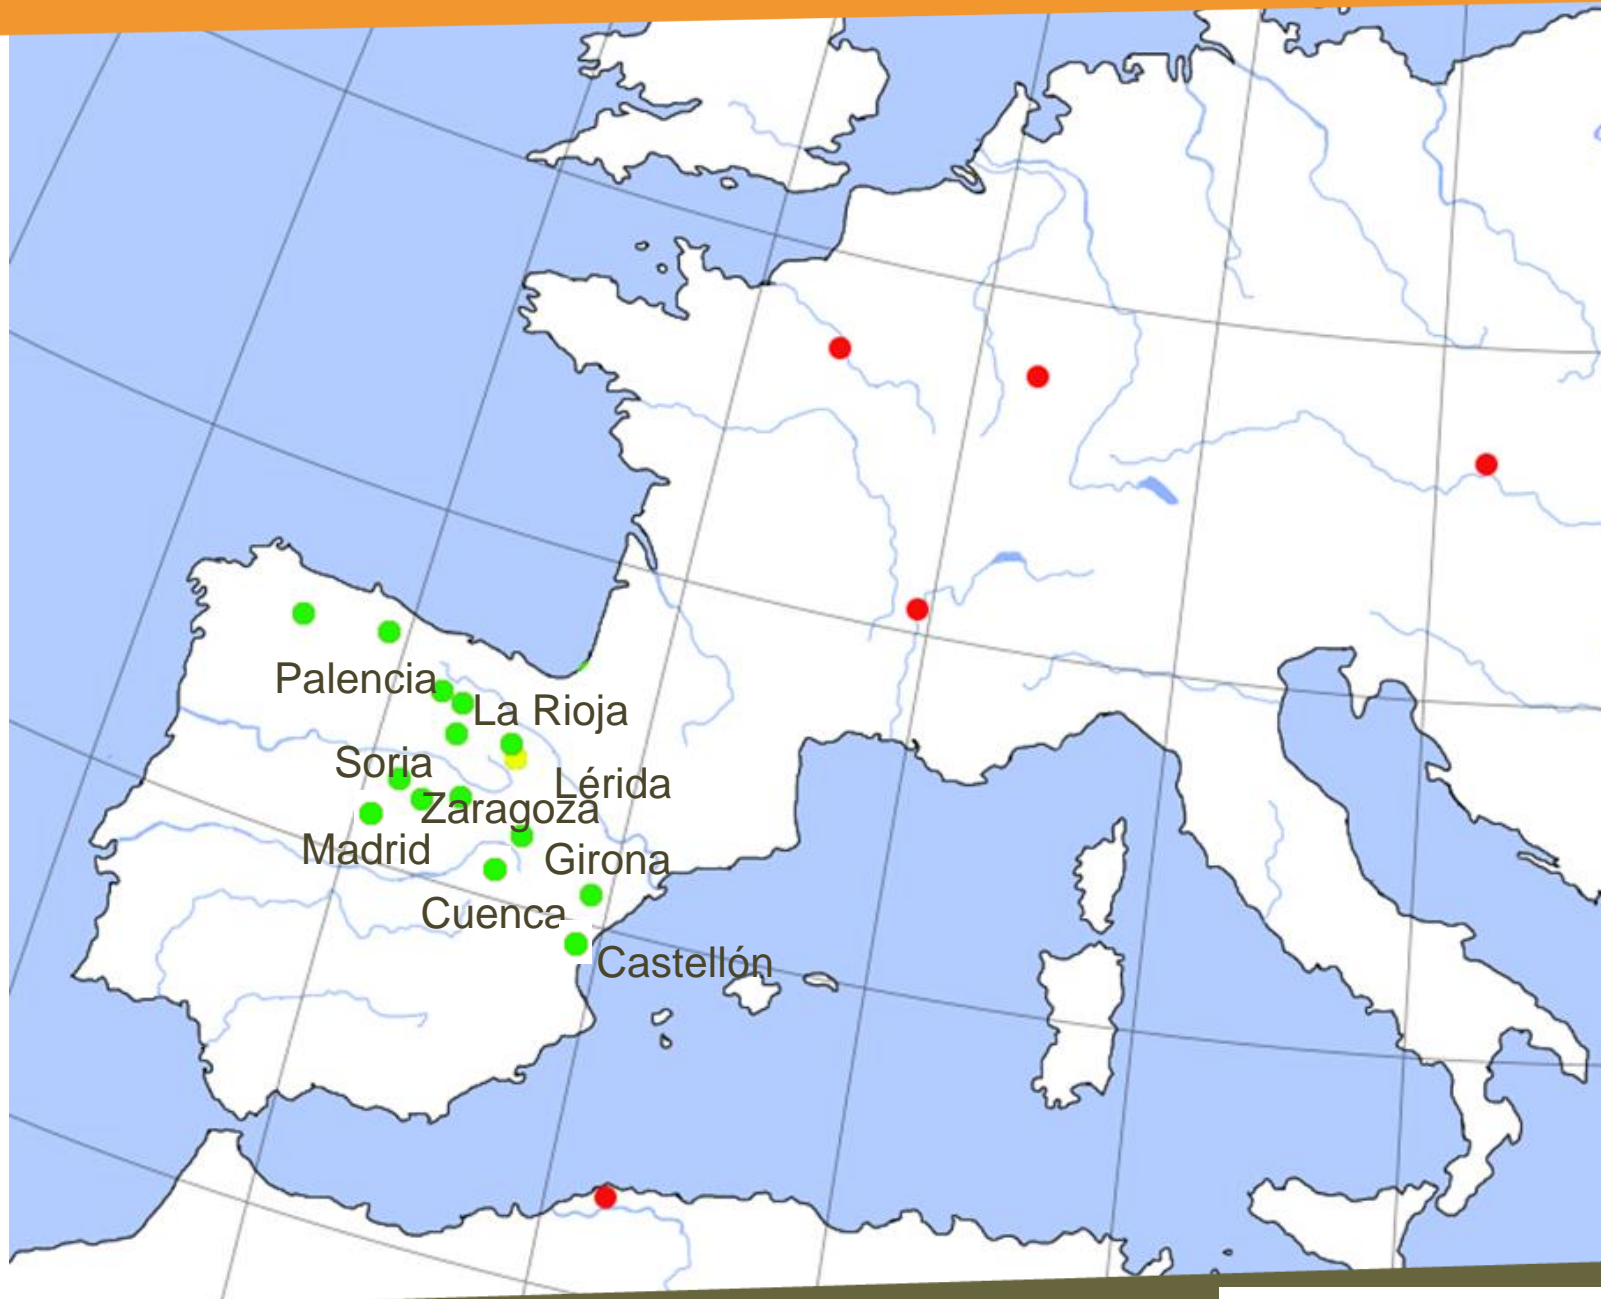 Palencia
La Rioja
Soria
Lérida
Zaragoza
Madrid
Girona
Cuenca
Castellón